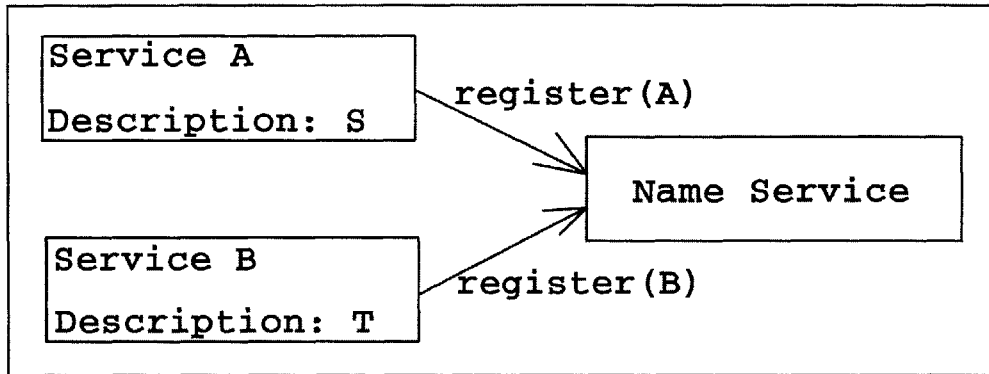 Service A
Description: S
register(A)
Name Service
Service B
Description: T
register(B)